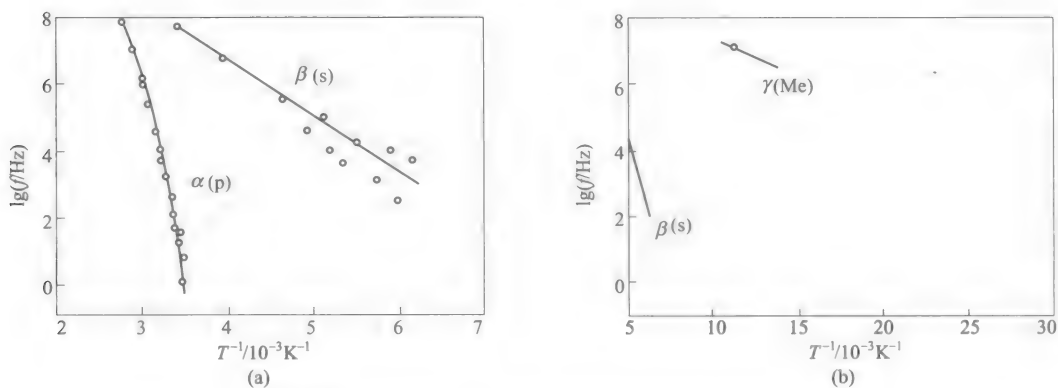 8
6
4
2
0
lg(f/Hz)
β(s)
α(p)
2 3 4 5 6 7
T⁻¹/10⁻³K⁻¹
(a)
8
6
4
2
0
lg(f/Hz)
γ(Me)
β(s)
5 10 15 20 25 30
T⁻¹/10⁻³K⁻¹
(b)